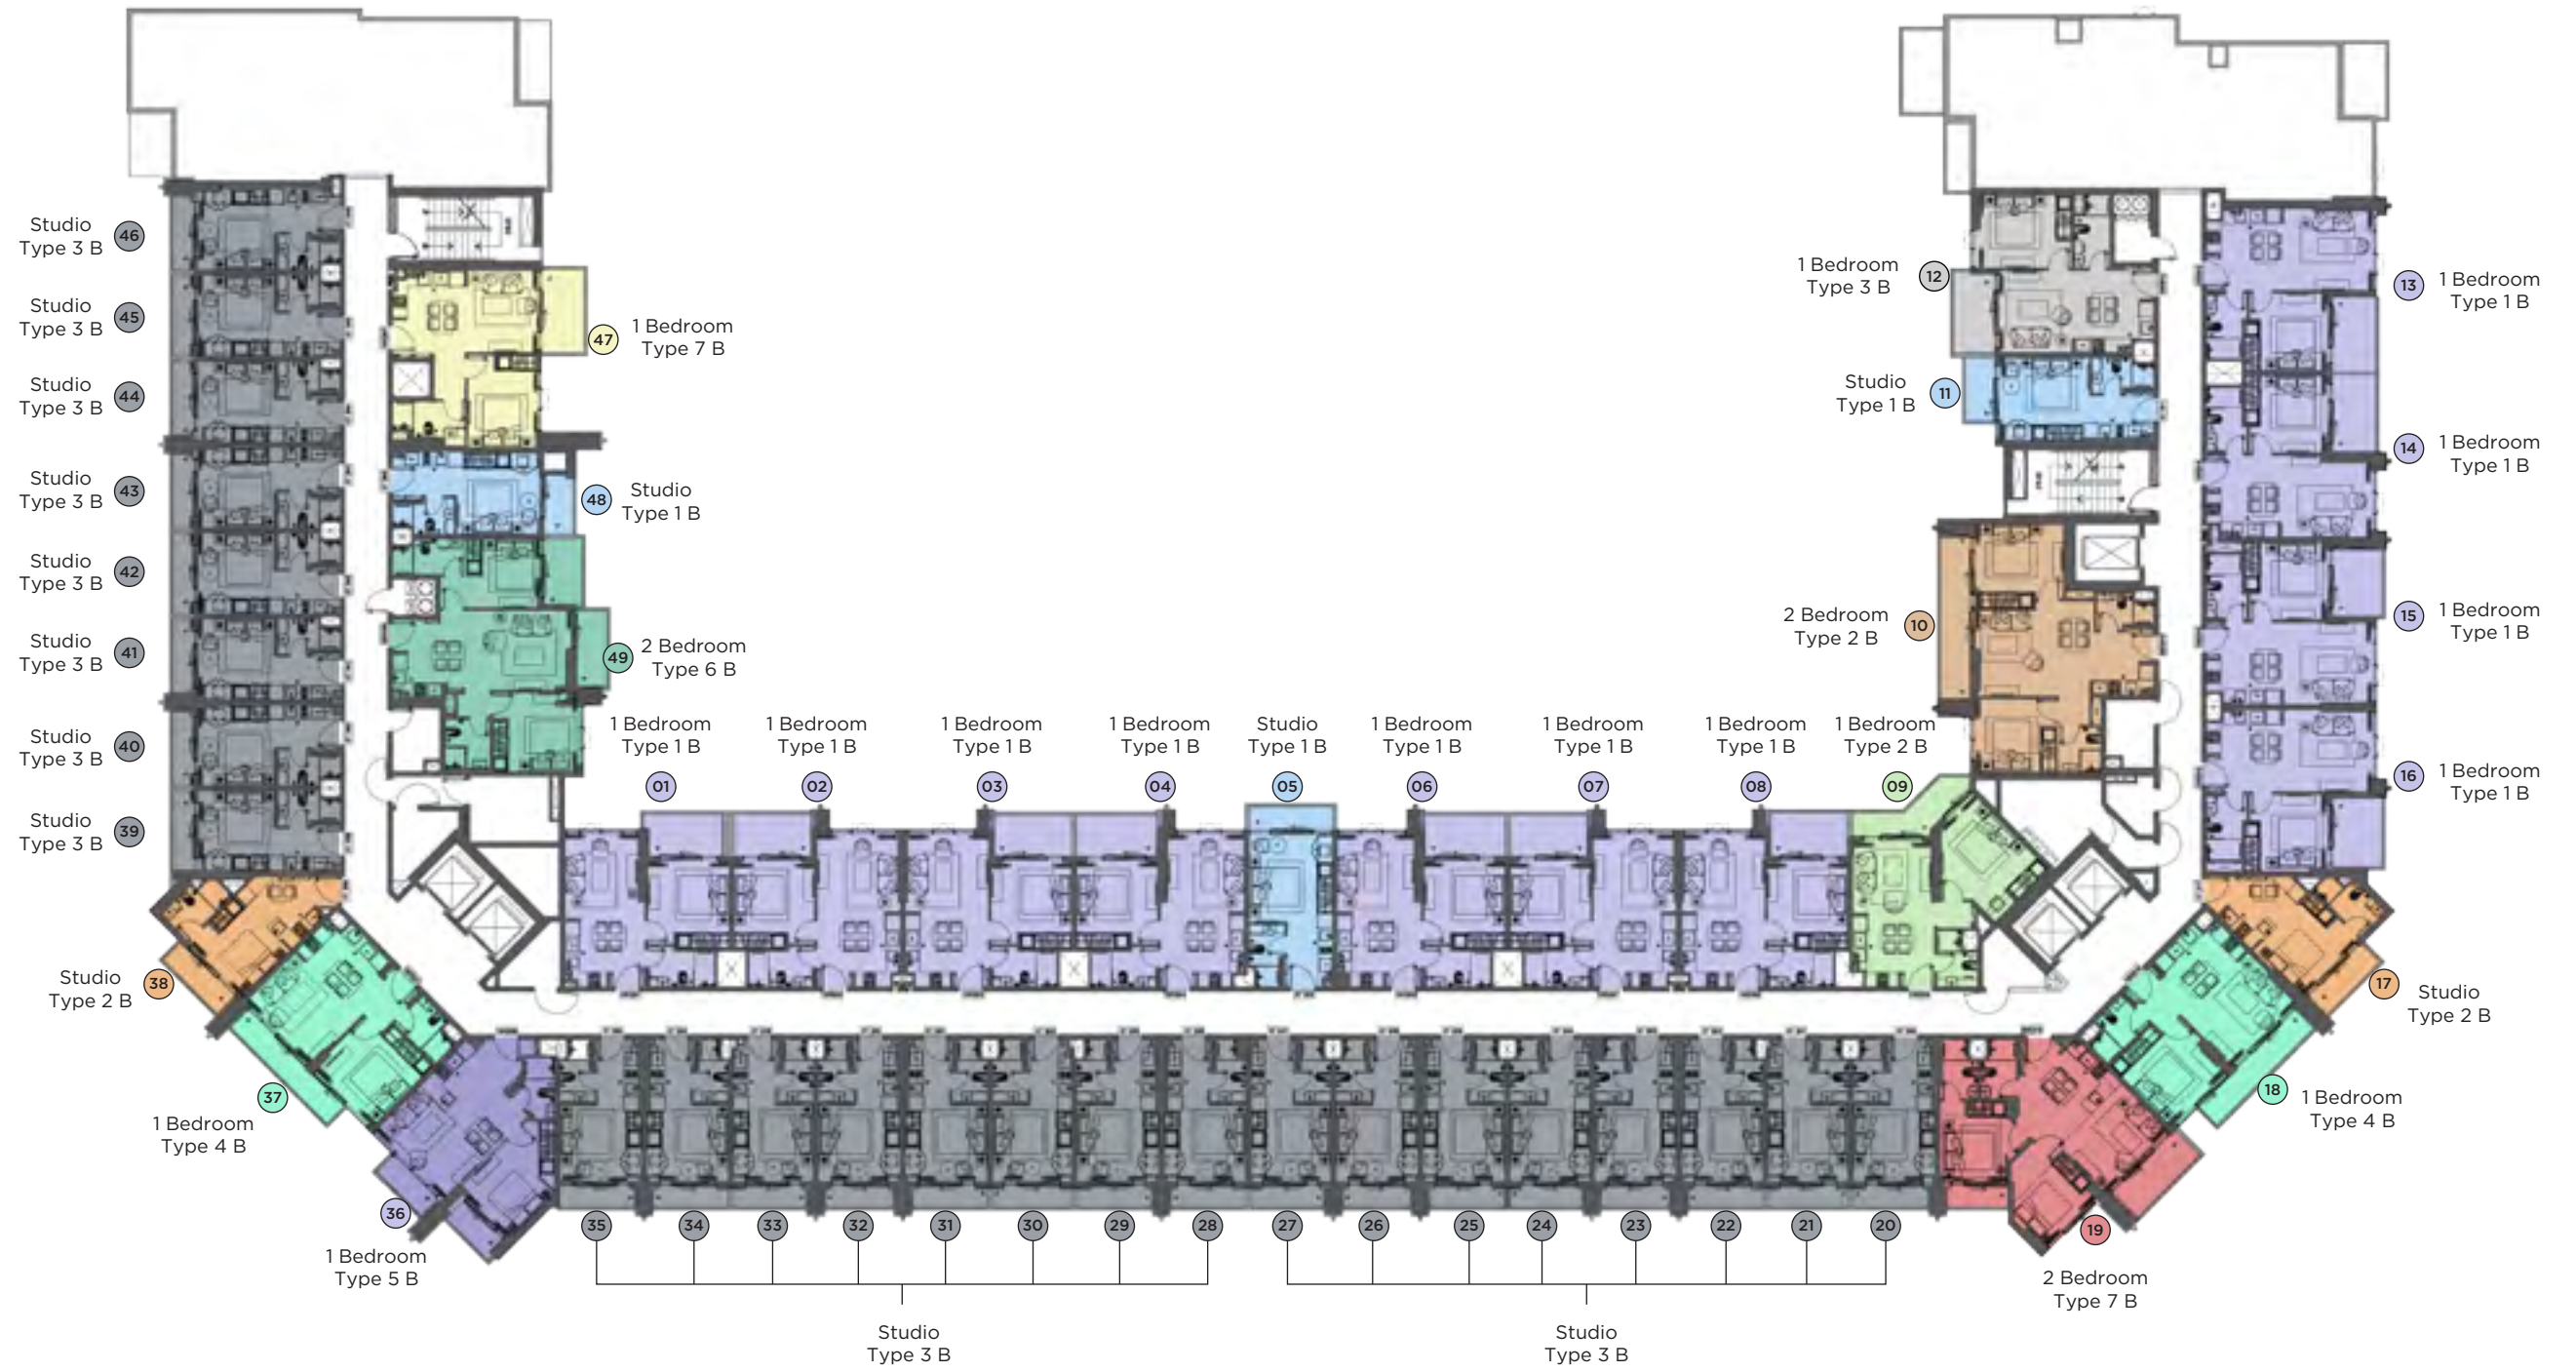 Studio
Type 3 B
46
Studio
Type 3 B
45
Studio
Type 3 B
44
Studio
Type 3 B
43
Studio
Type 3 B
42
Studio
Type 3 B
41
Studio
Type 3 B
40
Studio
Type 3 B
39
47
1 Bedroom
Type 7 B
48
Studio
Type 1 B
49
2 Bedroom
Type 6 B
1 Bedroom
Type 3 B
12
Studio
Type 1 B
11
2 Bedroom
Type 2 B
10
13
1 Bedroom
Type 1 B
14
1 Bedroom
Type 1 B
15
1 Bedroom
Type 1 B
16
1 Bedroom
Type 1 B
1 Bedroom
Type 1 B
01
1 Bedroom
Type 1 B
02
1 Bedroom
Type 1 B
03
1 Bedroom
Type 1 B
04
Studio
Type 1 B
05
1 Bedroom
Type 1 B
06
1 Bedroom
Type 1 B
07
1 Bedroom
Type 1 B
08
1 Bedroom
Type 2 B
09
Studio
Type 2 B
38
37
1 Bedroom
Type 4 B
36
1 Bedroom
Type 5 B
17
Studio
Type 2 B
18
1 Bedroom
Type 4 B
19
2 Bedroom
Type 7 B
35 34 33 32 31 30 29 28 27 26 25 24 23 22 21 20
Studio
Type 3 B
Studio
Type 3 B